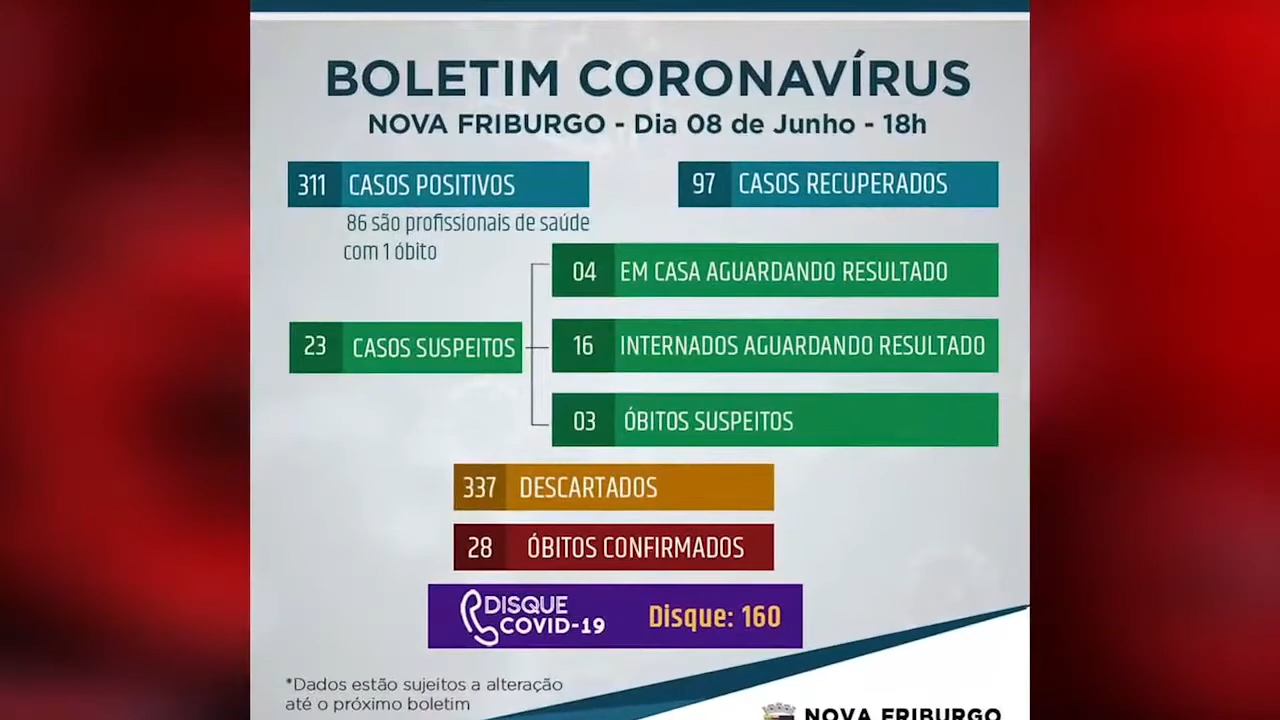 BOLETIM CORONAVÍRUS
NOVA FRIBURGO - Dia 08 de Junho - 18h
311 CASOS POSITIVOS
97 CASOS RECUPERADOS
86 são profissionais de saúde
com 1 óbito
04 EM CASA AGUARDANDO RESULTADO
23 CASOS SUSPEITOS
16 INTERNADOS AGUARDANDO RESULTADO
03 ÓBITOS SUSPEITOS
337 DESCARTADOS
28 ÓBITOS CONFIRMADOS
DISQUE
COVID-19
Disque: 160
*Dados estão sujeitos a alteração
até o próximo boletim
NOVA FRIBURGO